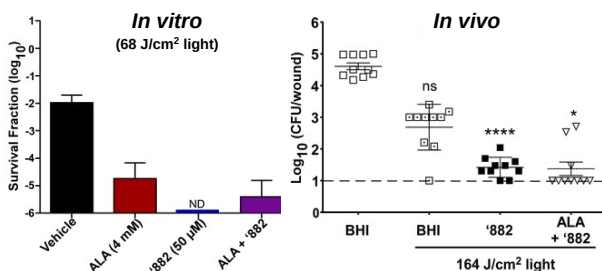 In vitro
(68 J/cm² light)
Survival Fraction (log₁₀)
-1
-2
-3
-4
-5
-6
ND
Vehicle
ALA (4 mM)
'882 (50 µM)
ALA + '882
In vivo
Log₁₀ (CFU/wound)
6
5
4
3
2
1
0
ns
****
*
BHI
BHI
'882
ALA
+ '882
164 J/cm² light